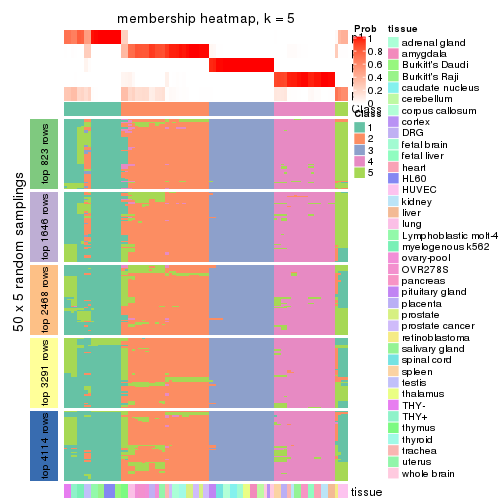 membership heatmap, k = 5
Prob
1
0.8
0.6
0.4
0.2
0
Class
Class
1
2
3
4
5
50 x 5 random samplings
top 823 rows
top 1646 rows
top 2468 rows
top 3291 rows
top 4114 rows
tissue
tissue
adrenal gland
amygdala
Burkitt's Daudi
Burkitt's Raji
caudate nucleus
cerebellum
corpus callosum
cortex
DRG
fetal brain
fetal liver
heart
HL60
HUVEC
kidney
liver
lung
Lymphoblastic molt-4
myelogenous k562
ovary-pool
OVR278S
pancreas
pituitary gland
placenta
prostate
prostate cancer
retinoblastoma
salivary gland
spinal cord
spleen
testis
thalamus
THY-
THY+
thymus
thyroid
trachea
uterus
whole brain